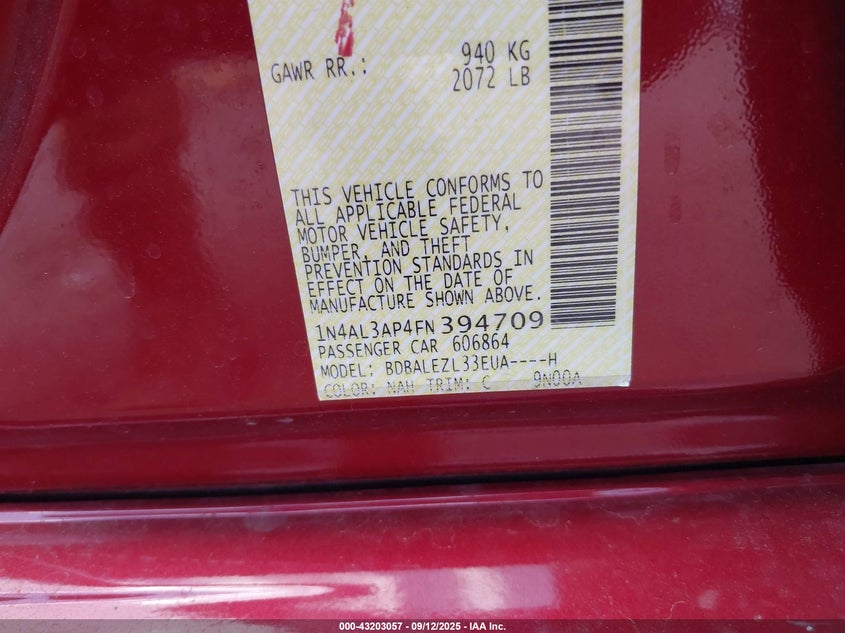 GAWR RR.: 940 KG
2072 LB
THIS VEHICLE CONFORMS TO
ALL APPLICABLE FEDERAL
MOTOR VEHICLE SAFETY,
BUMPER, AND THEFT
PREVENTION STANDARDS IN
EFFECT ON THE DATE OF
MANUFACTURE SHOWN ABOVE.
1N4AL3AP4FN394709
PASSENGER CAR 606864
MODEL: BDBALEZL33EUA----H
COLOR: NAH TRIM: C 9N00A
000-43203057 - 09/12/2025 - IAA Inc.